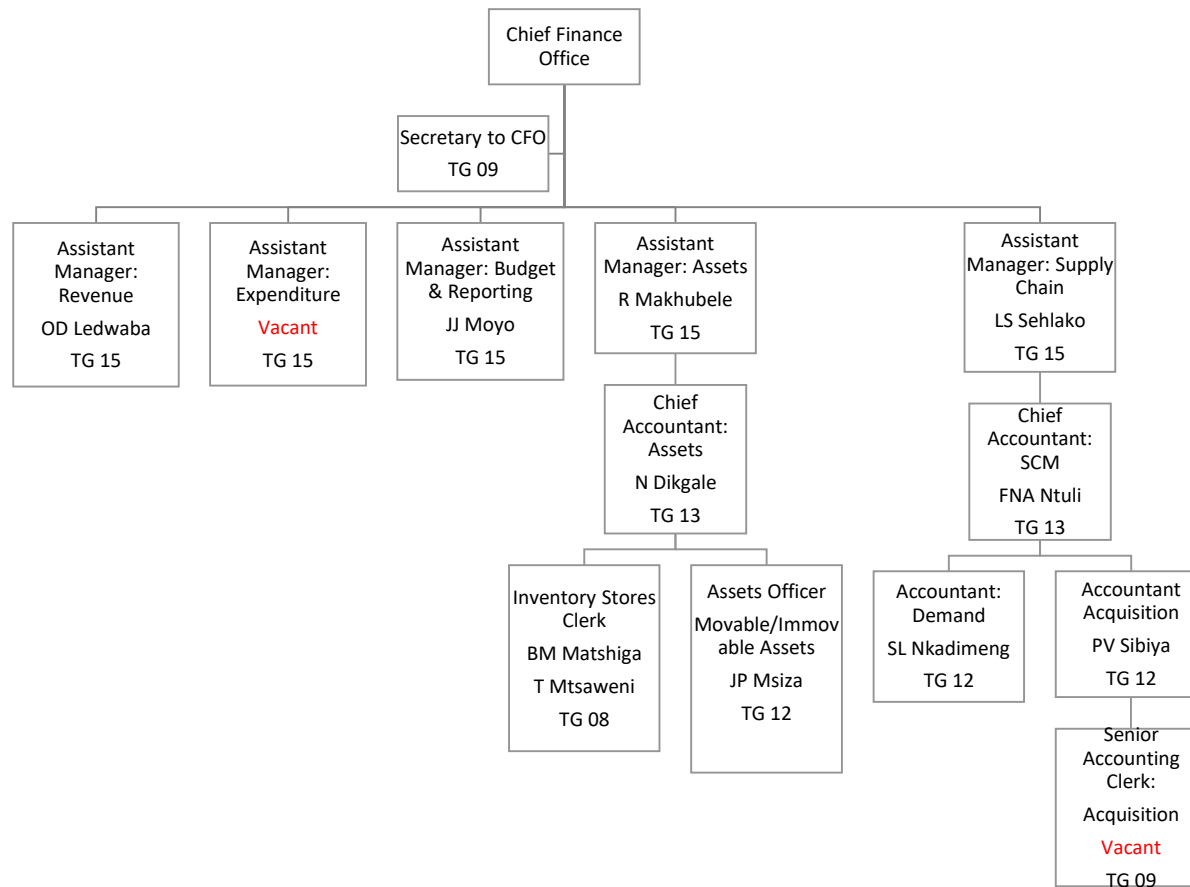 Chief Finance
Office
Secretary to CFO
TG 09
Assistant
Manager:
Revenue
OD Ledwaba
TG 15
Assistant
Manager:
Expenditure
Vacant
TG 15
Assistant
Manager: Budget
& Reporting
JJ Moyo
TG 15
Assistant
Manager: Assets
R Makhubele
TG 15
Assistant
Manager: Supply
Chain
LS Sehlako
TG 15
Chief
Accountant:
Assets
N Dikgale
TG 13
Chief
Accountant:
SCM
FNA Ntuli
TG 13
Inventory Stores
Clerk
BM Matshiga
T Mtsaweni
TG 08
Assets Officer
Movable/Immov
able Assets
JP Msiza
TG 12
Accountant:
Demand
SL Nkadimeng
TG 12
Accountant
Acquisition
PV Sibiya
TG 12
Senior
Accounting
Clerk:
Acquisition
Vacant
TG 09